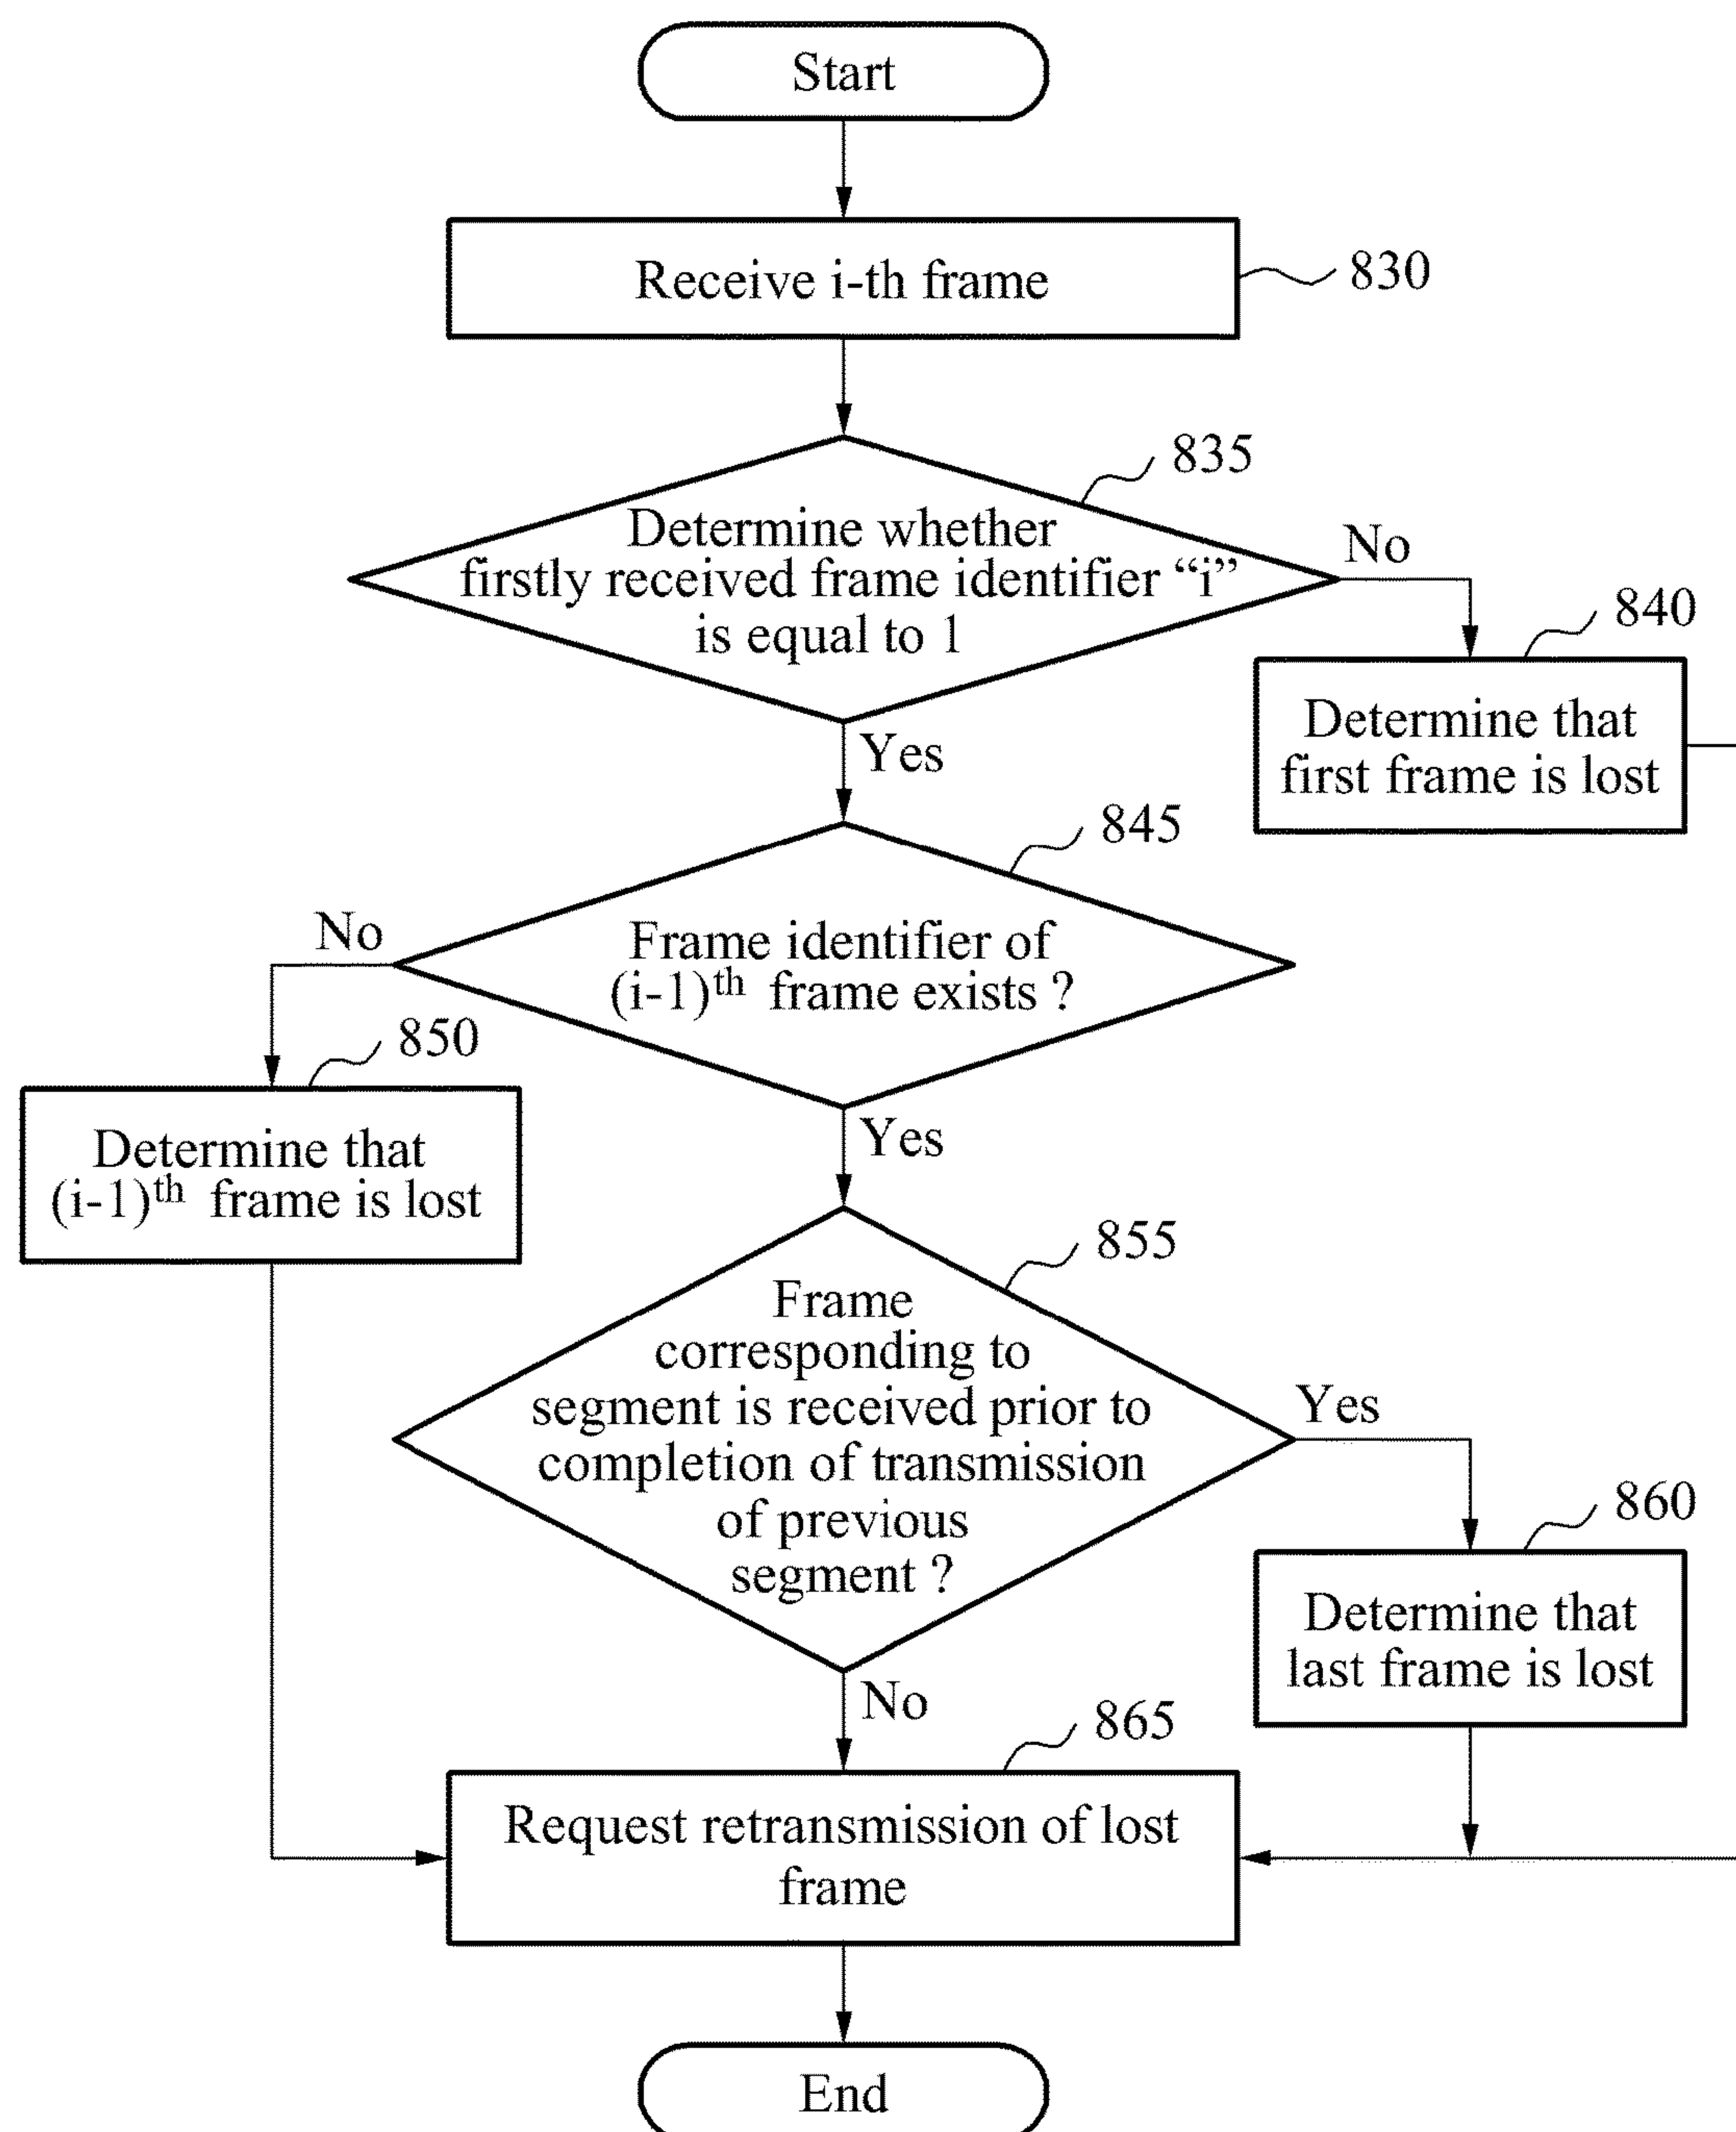 Start
Receive i-th frame
830
835
Determine whether
firstly received frame identifier “i”
is equal to 1
No
840
Determine that
first frame is lost
Yes
845
Frame identifier of
(i-1)th frame exists ?
No
850
Determine that
(i-1)th frame is lost
Yes
855
Frame
corresponding to
segment is received prior to
completion of transmission
of previous
segment ?
Yes
860
Determine that
last frame is lost
No
865
Request retransmission of lost
frame
End